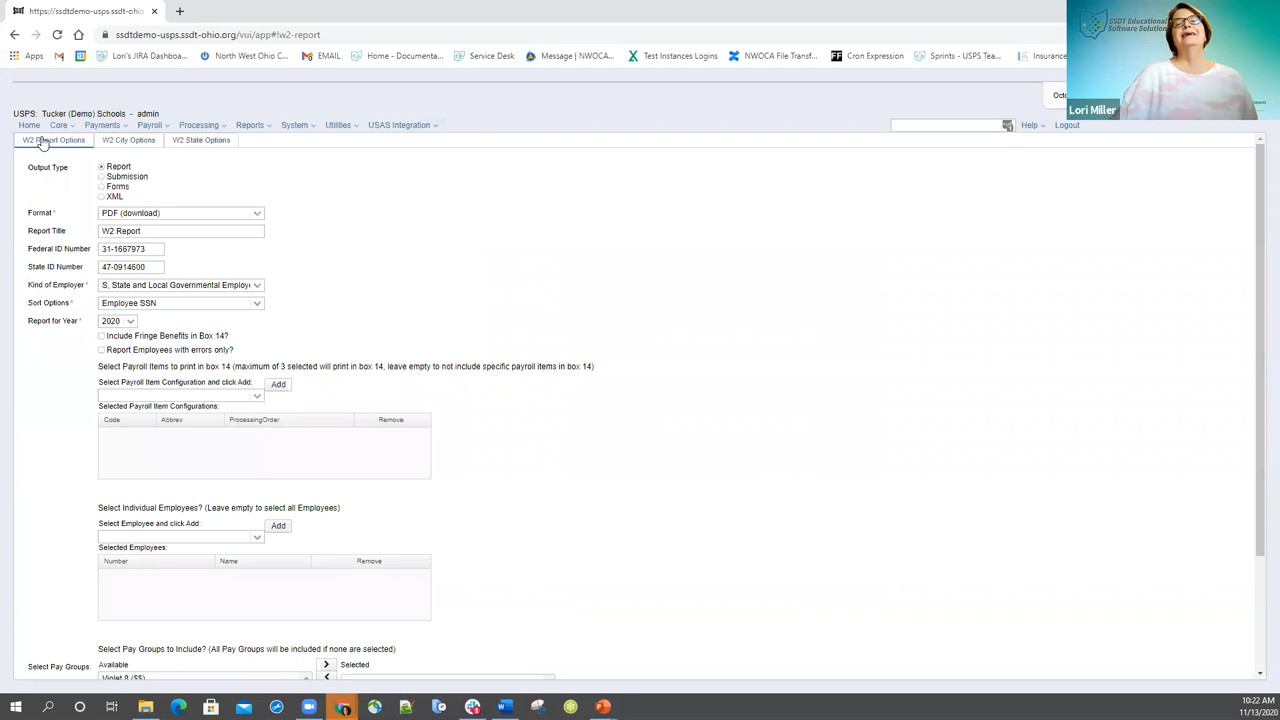 https://ssdtdemo-usps.ssdt-ohio
ssdtdemo-usps.ssdt-ohio.org/vui/app#!w2-report
Apps
Lori's JIRA Dashboa...
North West Ohio C...
EMAIL
Home - Documenta...
Service Desk
Message | NWOCA...
Test Instances Logins
NWOCA File Transf...
Cron Expression
Sprints - USPS Tea...
Insurance
SSDT Educational
Software Solution
Lori Miller
Octo
USPS: Tucker (Demo) Schools - admin
Home Core Payments Payroll Processing Reports System Utilities USAS Integration Help Logout
W2 Report Options W2 City Options W2 State Options
Output Type
Report
Submission
Forms
XML
Format* PDF (download)
Report Title W2 Report
Federal ID Number 31-1667973
State ID Number 47-0914600
Kind of Employer* S, State and Local Governmental Employ
Sort Options* Employee SSN
Report for Year* 2020
Include Fringe Benefits in Box 14?
Report Employees with errors only?
Select Payroll Items to print in box 14 (maximum of 3 selected will print in box 14, leave empty to not include specific payroll items in box 14)
Select Payroll Item Configuration and click Add: Add
Selected Payroll Item Configurations:
Code Abbrev ProcessingOrder Remove
Select Individual Employees? (Leave empty to select all Employees)
Select Employee and click Add: Add
Selected Employees:
Number Name Remove
Select Pay Groups to Include? (All Pay Groups will be included if none are selected)
Select Pay Groups: Available Selected
Violet 8 ($$)
10:22 AM
11/13/2020